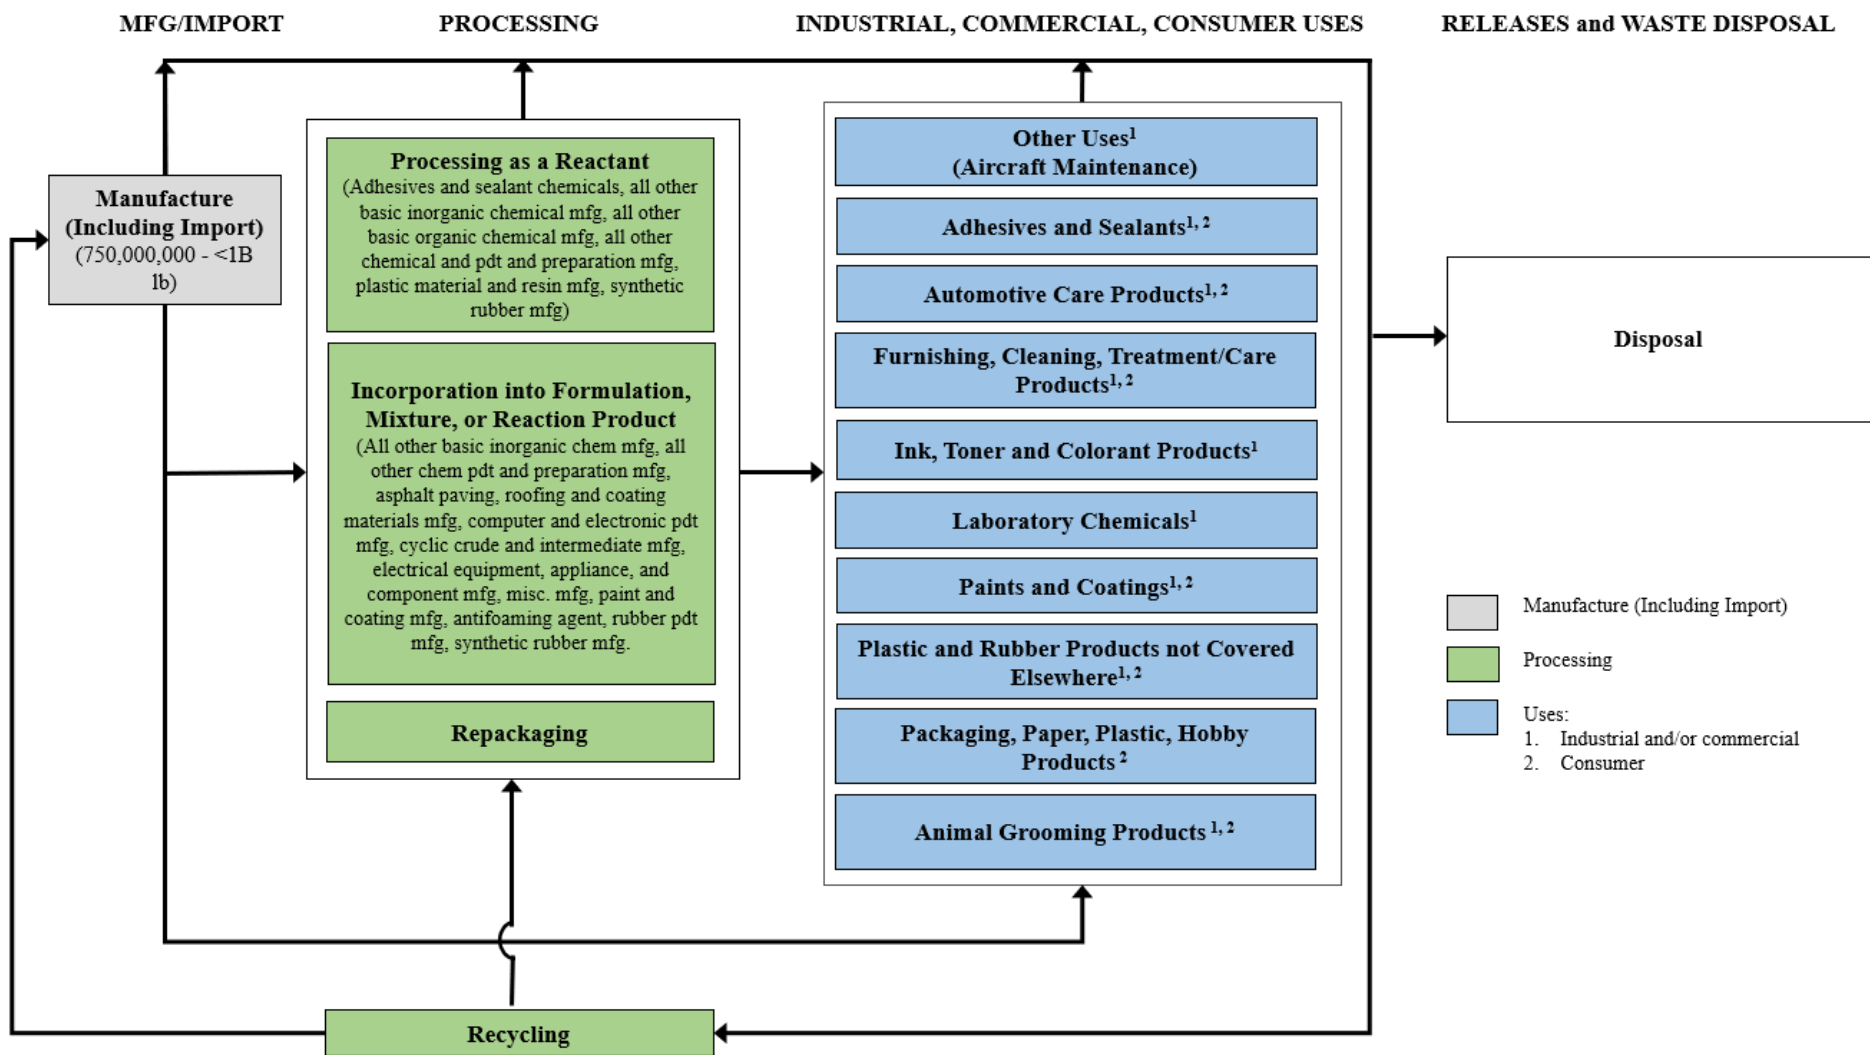 MFG/IMPORT
PROCESSING
INDUSTRIAL, COMMERCIAL, CONSUMER USES
RELEASES and WASTE DISPOSAL
Manufacture
(Including Import)
(750,000,000 - <1B
lb)
Processing as a Reactant
(Adhesives and sealant chemicals, all other
basic inorganic chemical mfg, all other
basic organic chemical mfg, all other
chemical and pdt and preparation mfg,
plastic material and resin mfg, synthetic
rubber mfg)
Incorporation into Formulation,
Mixture, or Reaction Product
(All other basic inorganic chem mfg, all
other chem pdt and preparation mfg,
asphalt paving, roofing and coating
materials mfg, computer and electronic pdt
mfg, cyclic crude and intermediate mfg,
electrical equipment, appliance, and
component mfg, misc. mfg, paint and
coating mfg, antifoaming agent, rubber pdt
mfg, synthetic rubber mfg.
Repackaging
Recycling
Other Uses¹
(Aircraft Maintenance)
Adhesives and Sealants¹, ²
Automotive Care Products¹, ²
Furnishing, Cleaning, Treatment/Care
Products¹, ²
Ink, Toner and Colorant Products¹
Laboratory Chemicals¹
Paints and Coatings¹, ²
Plastic and Rubber Products not Covered
Elsewhere¹, ²
Packaging, Paper, Plastic, Hobby
Products ²
Animal Grooming Products ¹, ²
Disposal
Manufacture (Including Import)
Processing
Uses:
1. Industrial and/or commercial
2. Consumer